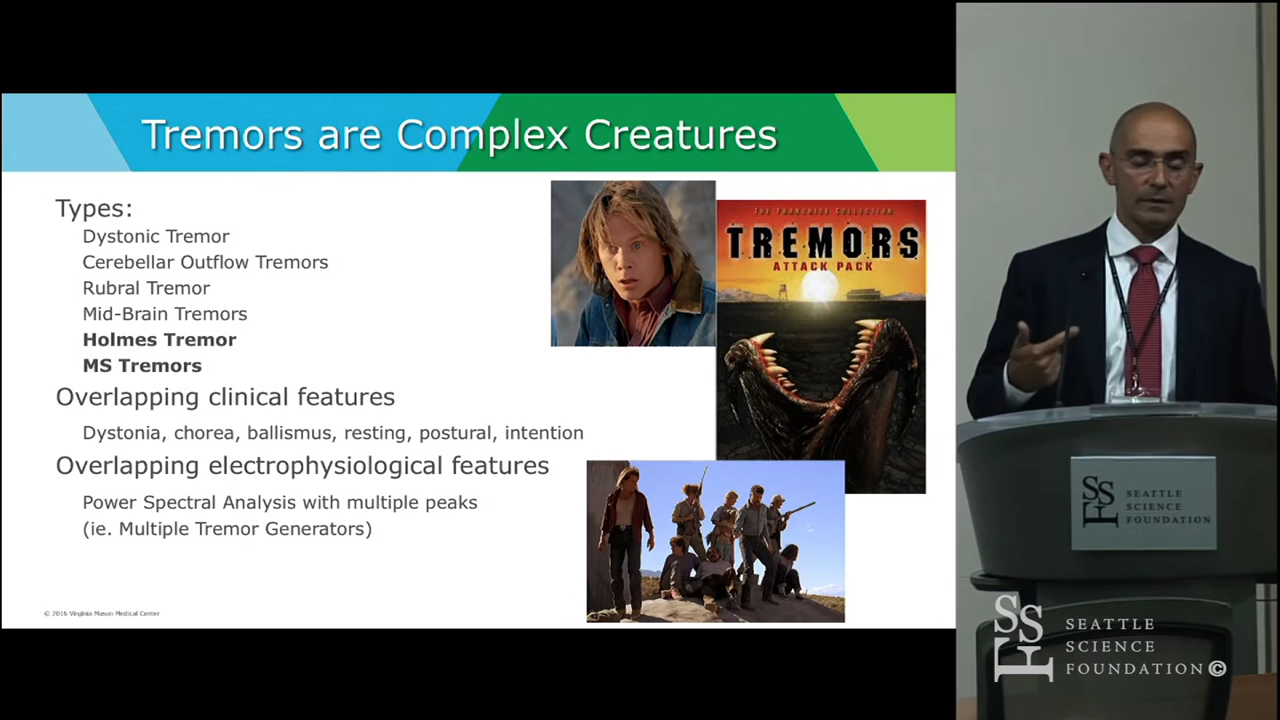 Tremors are Complex Creatures
Types:
Dystonic Tremor
Cerebellar Outflow Tremors
Rubral Tremor
Mid-Brain Tremors
Holmes Tremor
MS Tremors
Overlapping clinical features
Dystonia, chorea, ballismus, resting, postural, intention
Overlapping electrophysiological features
Power Spectral Analysis with multiple peaks
(ie. Multiple Tremor Generators)
© 2016 Virginia Mason Medical Center
THE FRANCHISE COLLECTION
TREMORS
ATTACK PACK
SSF
SEATTLE
SCIENCE
FOUNDATION
SSF
SEATTLE
SCIENCE
FOUNDATION©